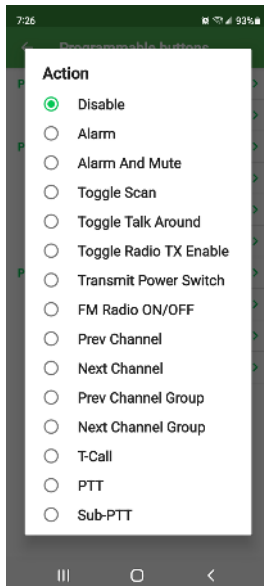 7:26 93%
Programmable buttons
Action
Disable
Alarm
Alarm And Mute
Toggle Scan
Toggle Talk Around
Toggle Radio TX Enable
Transmit Power Switch
FM Radio ON/OFF
Prev Channel
Next Channel
Prev Channel Group
Next Channel Group
T-Call
PTT
Sub-PTT